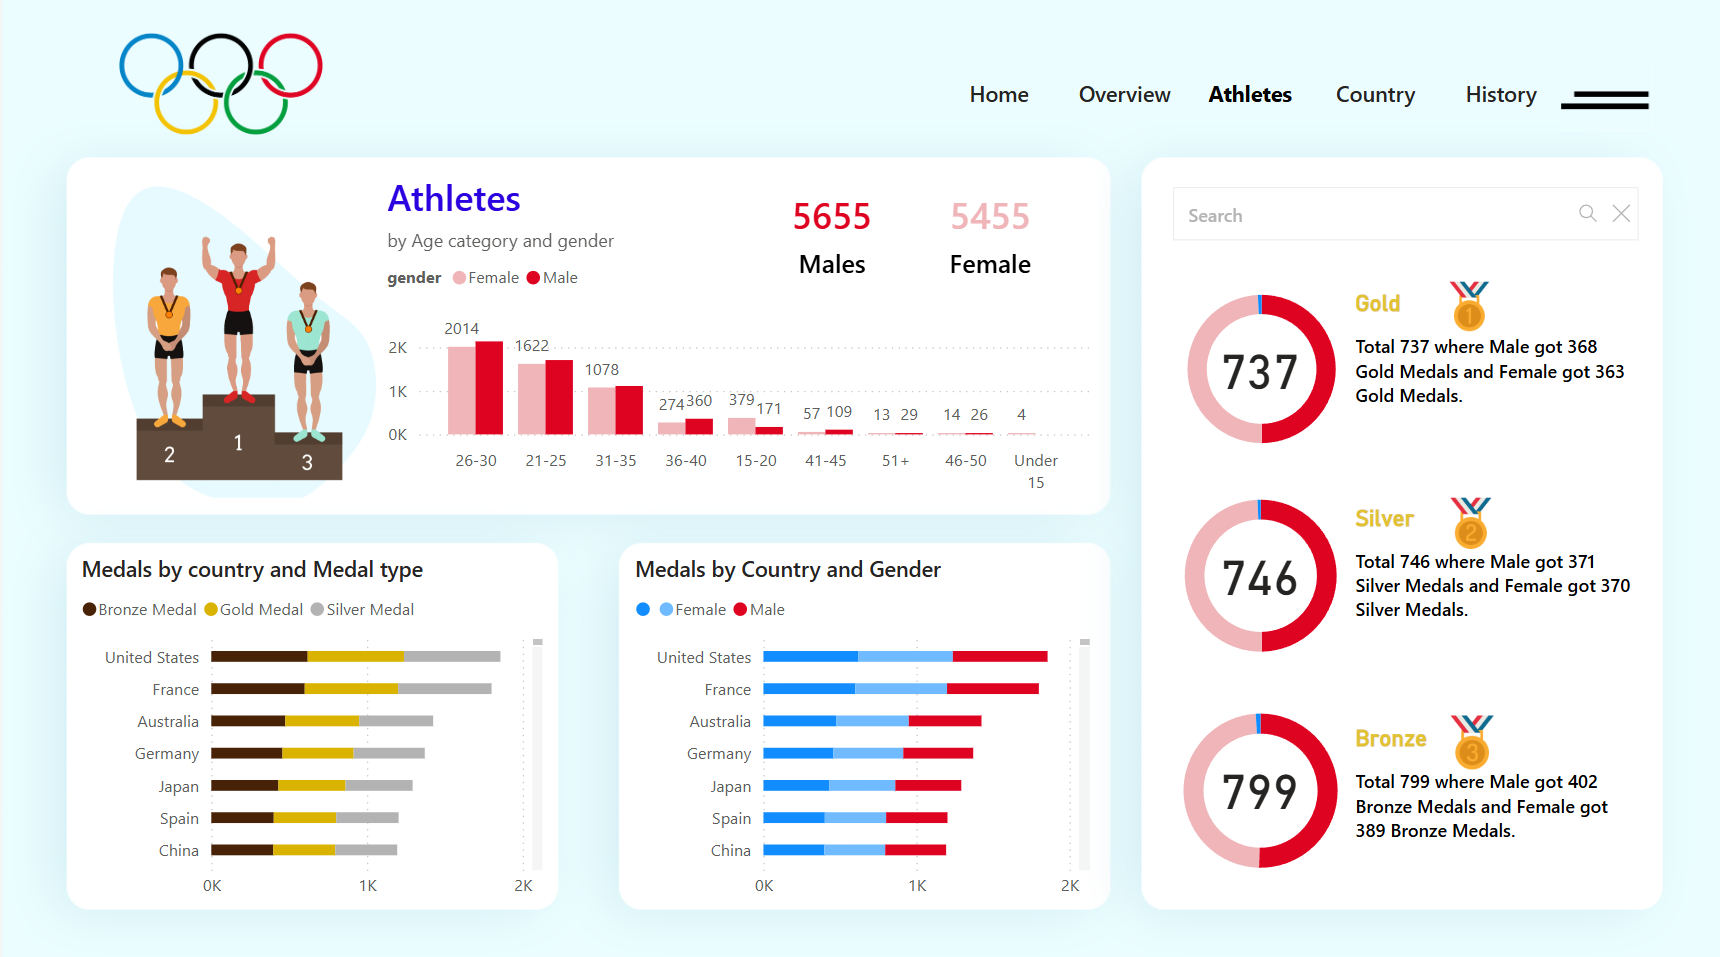 Home Overview Athletes Country History
Athletes
by Age category and gender
gender Female Male
5655
Males
5455
Female
2014
1622
1078
274 360
379 171
57 109
13 29
14 26
4
2K
1K
0K
26-30 21-25 31-35 36-40 15-20 41-45 51+ 46-50 Under
15
2
1
3
Medals by country and Medal type
Bronze Medal Gold Medal Silver Medal
United States
France
Australia
Germany
Japan
Spain
China
0K 1K 2K
Medals by Country and Gender
Female Male
United States
France
Australia
Germany
Japan
Spain
China
0K 1K 2K
Search
737
Gold
1
Total 737 where Male got 368
Gold Medals and Female got 363
Gold Medals.
746
Silver
2
Total 746 where Male got 371
Silver Medals and Female got 370
Silver Medals.
799
Bronze
3
Total 799 where Male got 402
Bronze Medals and Female got
389 Bronze Medals.